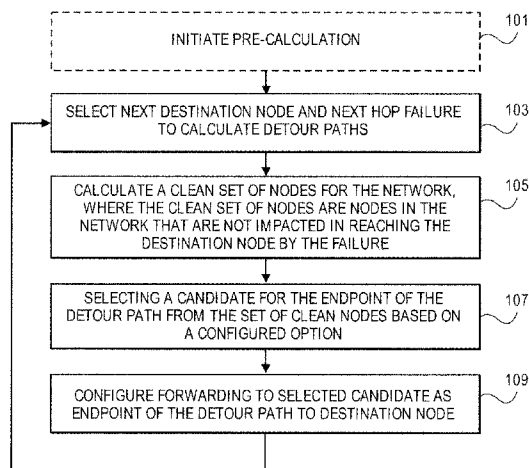 INITIATE PRE-CALCULATION
101
SELECT NEXT DESTINATION NODE AND NEXT HOP FAILURE
TO CALCULATE DETOUR PATHS
103
CALCULATE A CLEAN SET OF NODES FOR THE NETWORK,
WHERE THE CLEAN SET OF NODES ARE NODES IN THE
NETWORK THAT ARE NOT IMPACTED IN REACHING THE
DESTINATION NODE BY THE FAILURE
105
SELECTING A CANDIDATE FOR THE ENDPOINT OF THE
DETOUR PATH FROM THE SET OF CLEAN NODES BASED ON
A CONFIGURED OPTION
107
CONFIGURE FORWARDING TO SELECTED CANDIDATE AS
ENDPOINT OF THE DETOUR PATH TO DESTINATION NODE
109